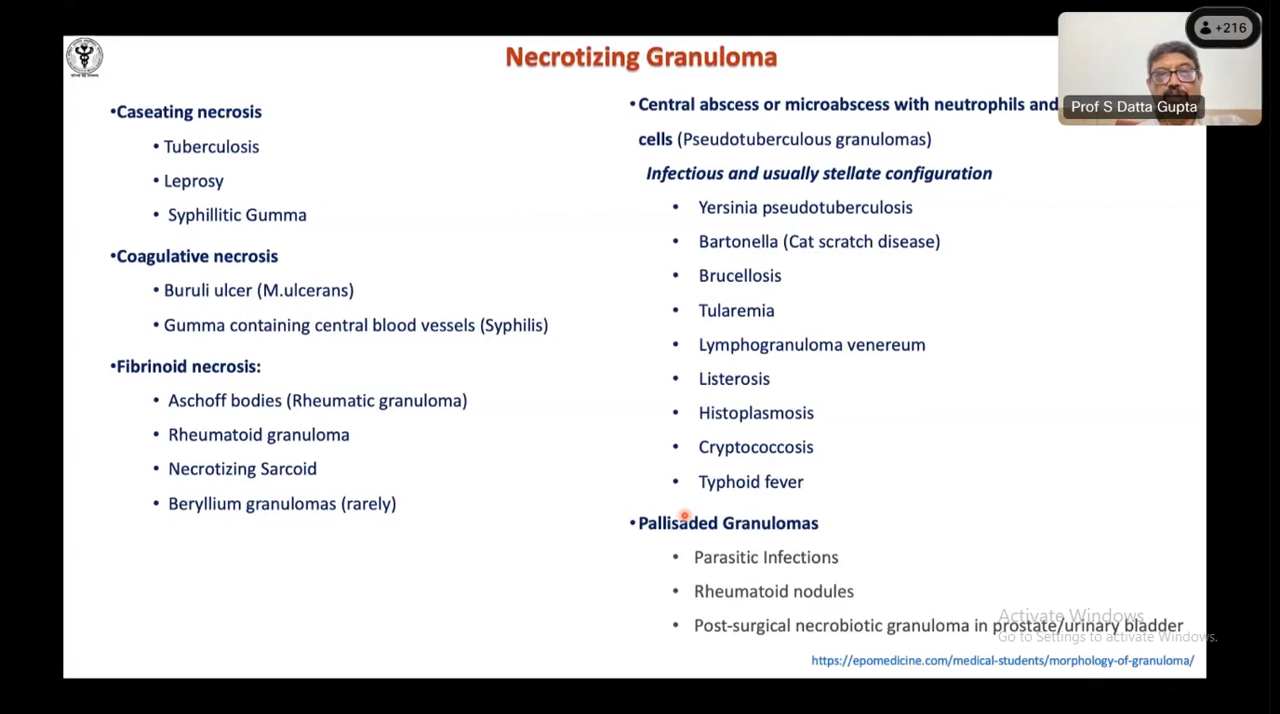 Necrotizing Granuloma
+216
Prof S Datta Gupta
•Caseating necrosis
• Tuberculosis
• Leprosy
• Syphillitic Gumma
•Coagulative necrosis
• Buruli ulcer (M.ulcerans)
• Gumma containing central blood vessels (Syphilis)
•Fibrinoid necrosis:
• Aschoff bodies (Rheumatic granuloma)
• Rheumatoid granuloma
• Necrotizing Sarcoid
• Beryllium granulomas (rarely)
•Central abscess or microabscess with neutrophils and
cells (Pseudotuberculous granulomas)
Infectious and usually stellate configuration
• Yersinia pseudotuberculosis
• Bartonella (Cat scratch disease)
• Brucellosis
• Tularemia
• Lymphogranuloma venereum
• Listerosis
• Histoplasmosis
• Cryptococcosis
• Typhoid fever
•Pallisaded Granulomas
• Parasitic Infections
• Rheumatoid nodules
• Post-surgical necrobiotic granuloma in prostate/urinary bladder
Activate Windows
Go to Settings to activate Windows.
https://epomedicine.com/medical-students/morphology-of-granuloma/